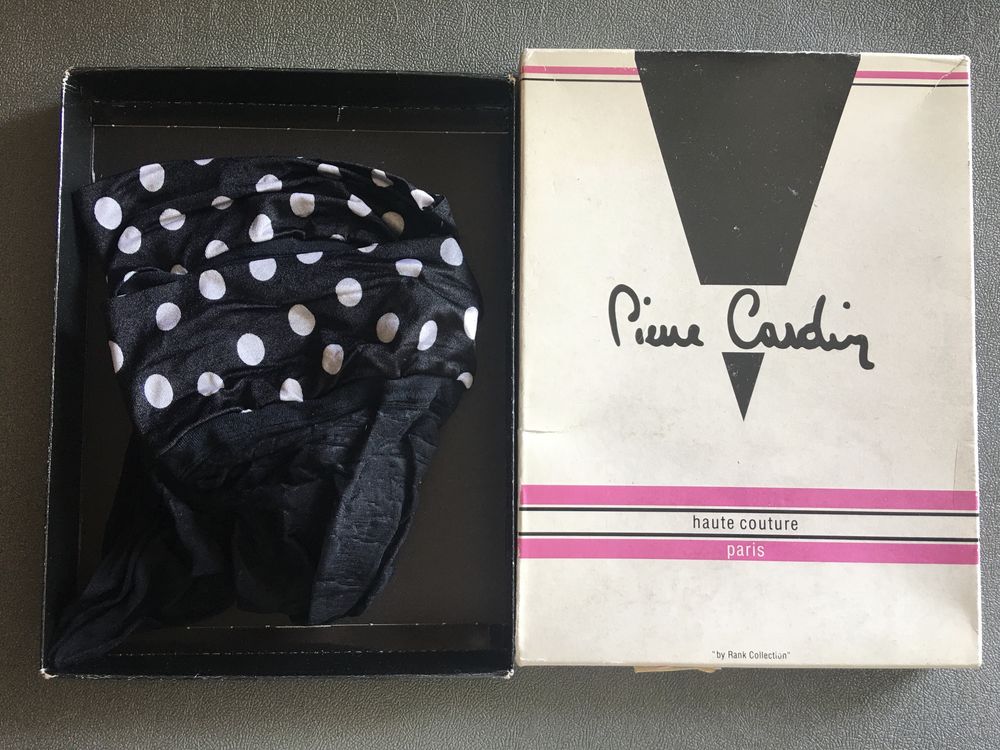 Pierre Cardin
haute couture
paris
"by Rank Collection"